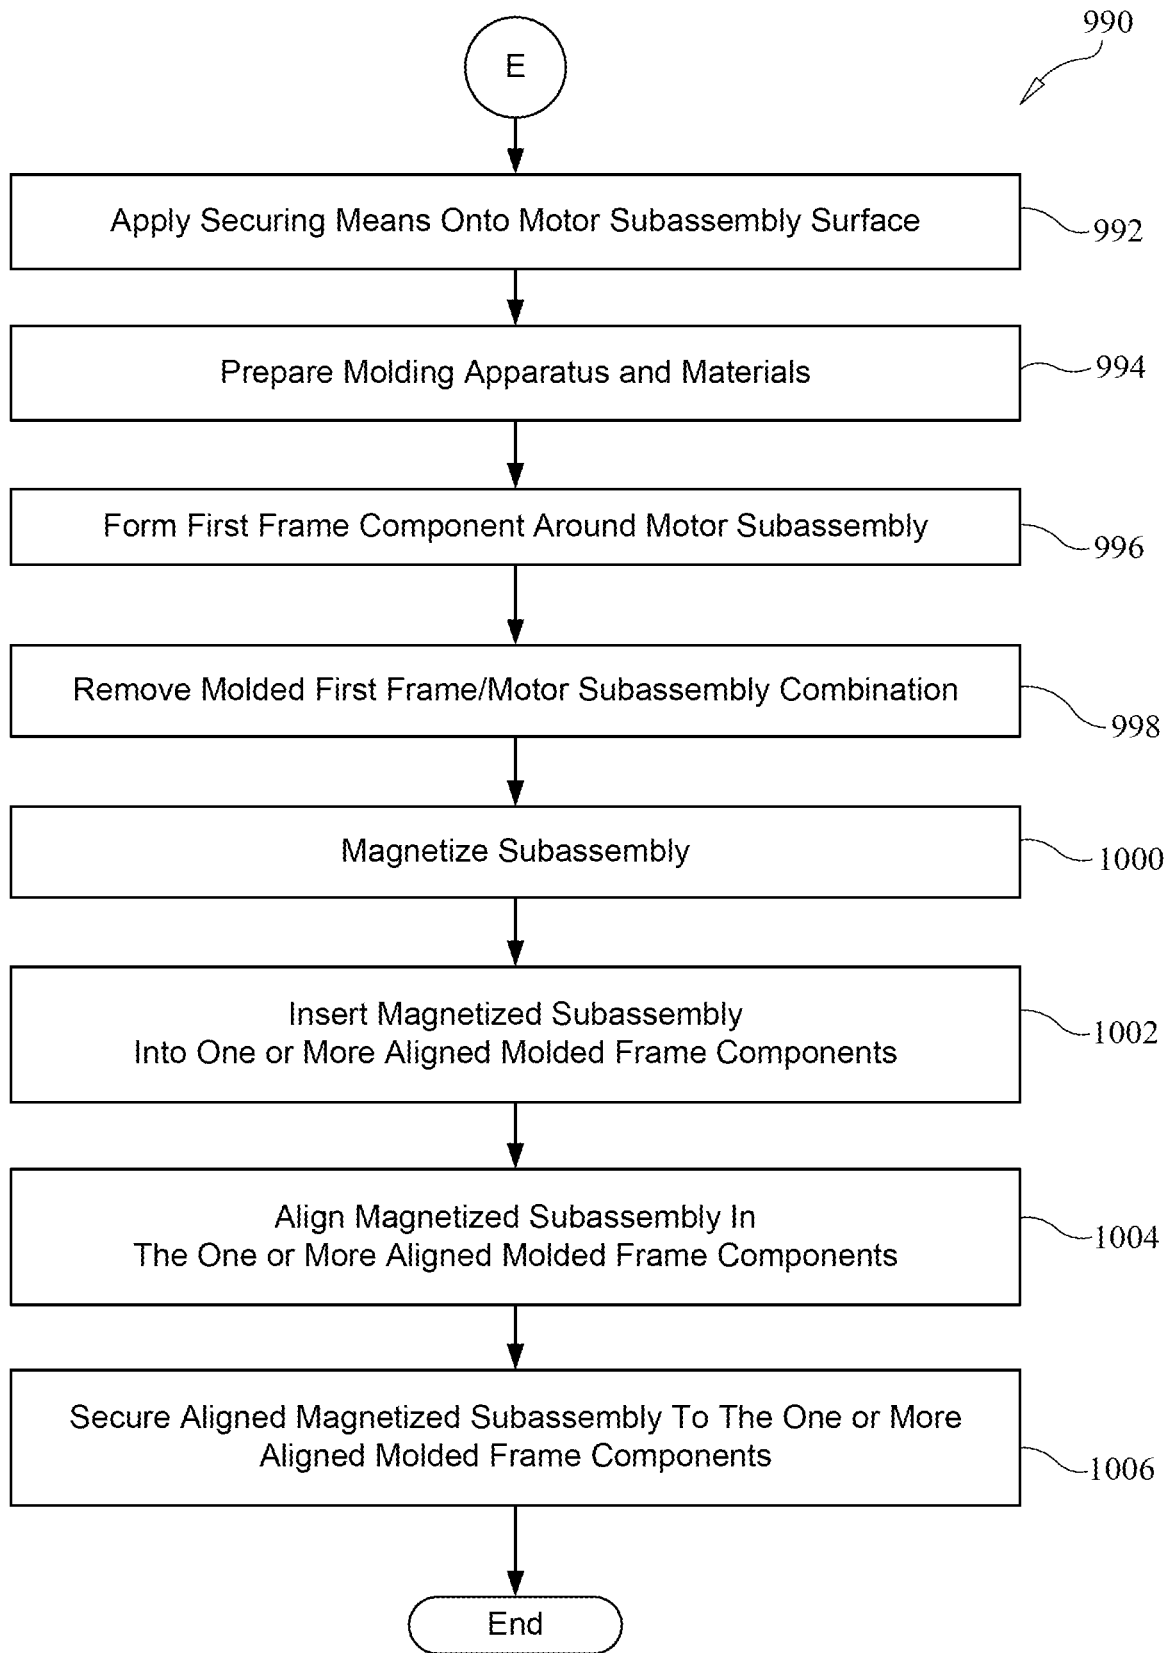 990
E
Apply Securing Means Onto Motor Subassembly Surface
992
Prepare Molding Apparatus and Materials
994
Form First Frame Component Around Motor Subassembly
996
Remove Molded First Frame/Motor Subassembly Combination
998
Magnetize Subassembly
1000
Insert Magnetized Subassembly
Into One or More Aligned Molded Frame Components
1002
Align Magnetized Subassembly In
The One or More Aligned Molded Frame Components
1004
Secure Aligned Magnetized Subassembly To The One or More
Aligned Molded Frame Components
1006
End